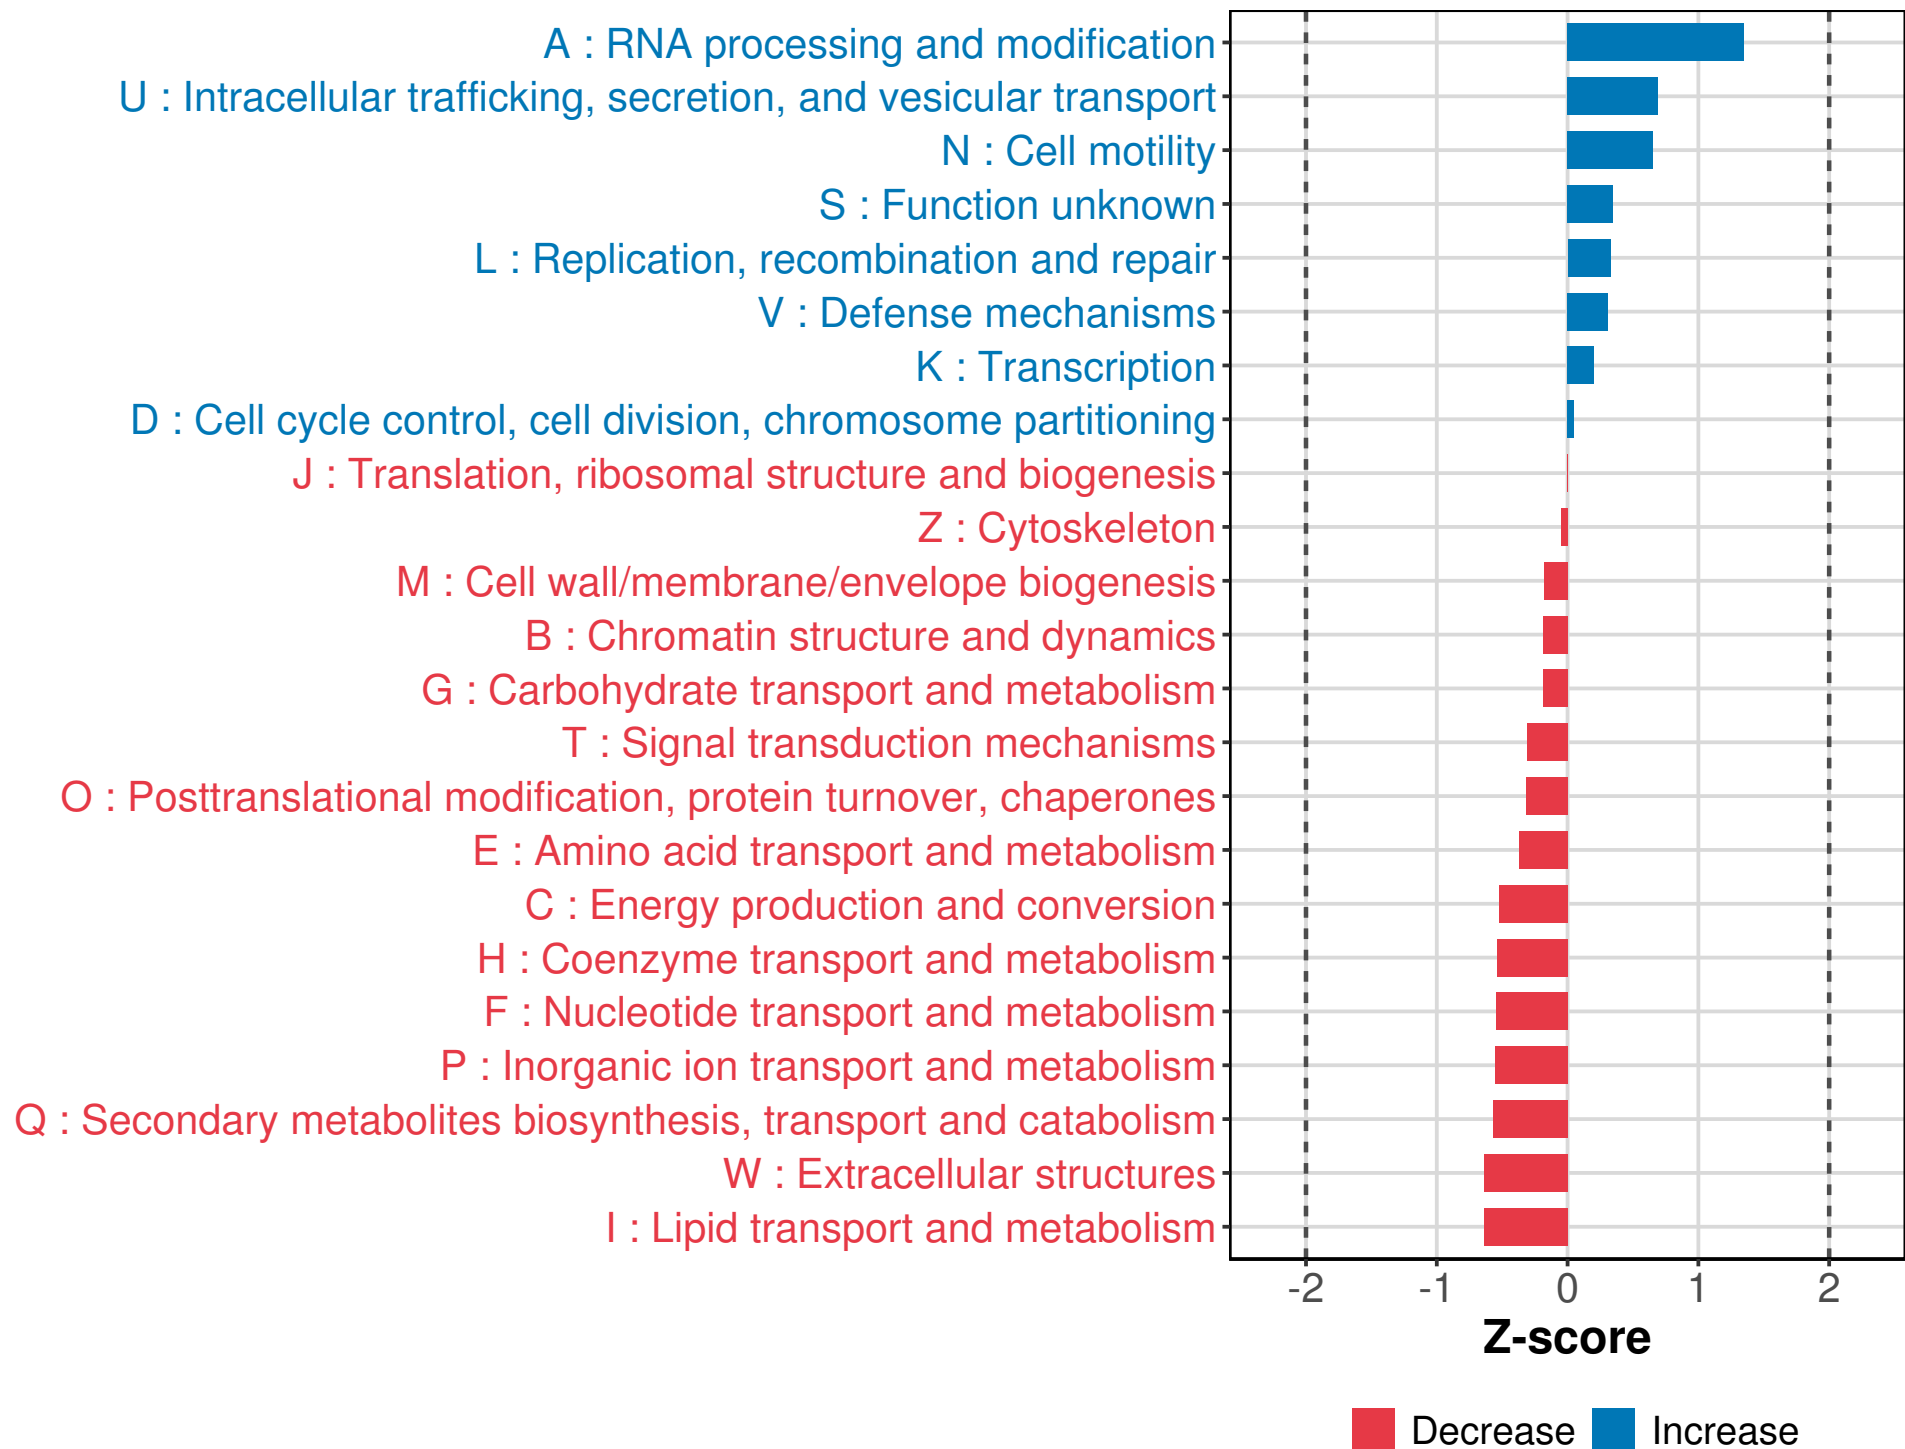 A : RNA processing and modification
U : Intracellular trafficking, secretion, and vesicular transport
N : Cell motility
S : Function unknown
L : Replication, recombination and repair
V : Defense mechanisms
K : Transcription
D : Cell cycle control, cell division, chromosome partitioning
J : Translation, ribosomal structure and biogenesis
Z : Cytoskeleton
M : Cell wall/membrane/envelope biogenesis
B : Chromatin structure and dynamics
G : Carbohydrate transport and metabolism
T : Signal transduction mechanisms
O : Posttranslational modification, protein turnover, chaperones
E : Amino acid transport and metabolism
C : Energy production and conversion
H : Coenzyme transport and metabolism
F : Nucleotide transport and metabolism
P : Inorganic ion transport and metabolism
Q : Secondary metabolites biosynthesis, transport and catabolism
W : Extracellular structures
I : Lipid transport and metabolism
-2 -1 0 1 2
Z-score
Decrease Increase